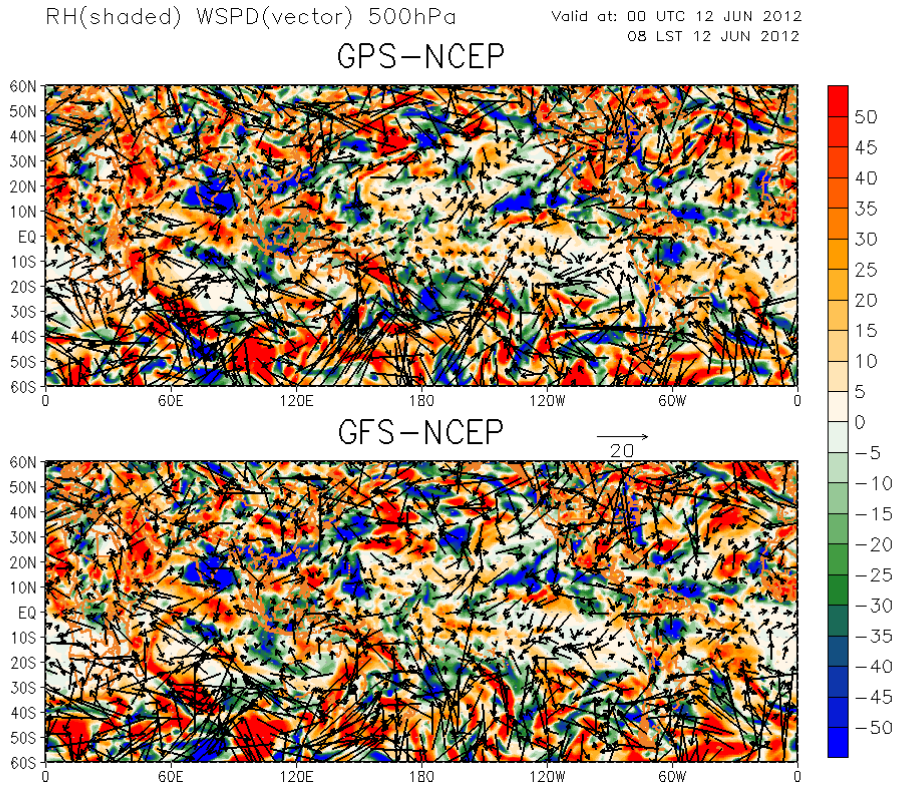 RH(shaded) WSPD(vector) 500hPa
Valid at: 00 UTC 12 JUN 2012
08 LST 12 JUN 2012
GPS-NCEP
60N
50N
40N
30N
20N
10N
EQ
10S
20S
30S
40S
50S
60S
0 60E 120E 180 120W 60W 0
GFS-NCEP
20
60N
50N
40N
30N
20N
10N
EQ
10S
20S
30S
40S
50S
60S
0 60E 120E 180 120W 60W 0
50
45
40
35
30
25
20
15
10
5
0
-5
-10
-15
-20
-25
-30
-35
-40
-45
-50